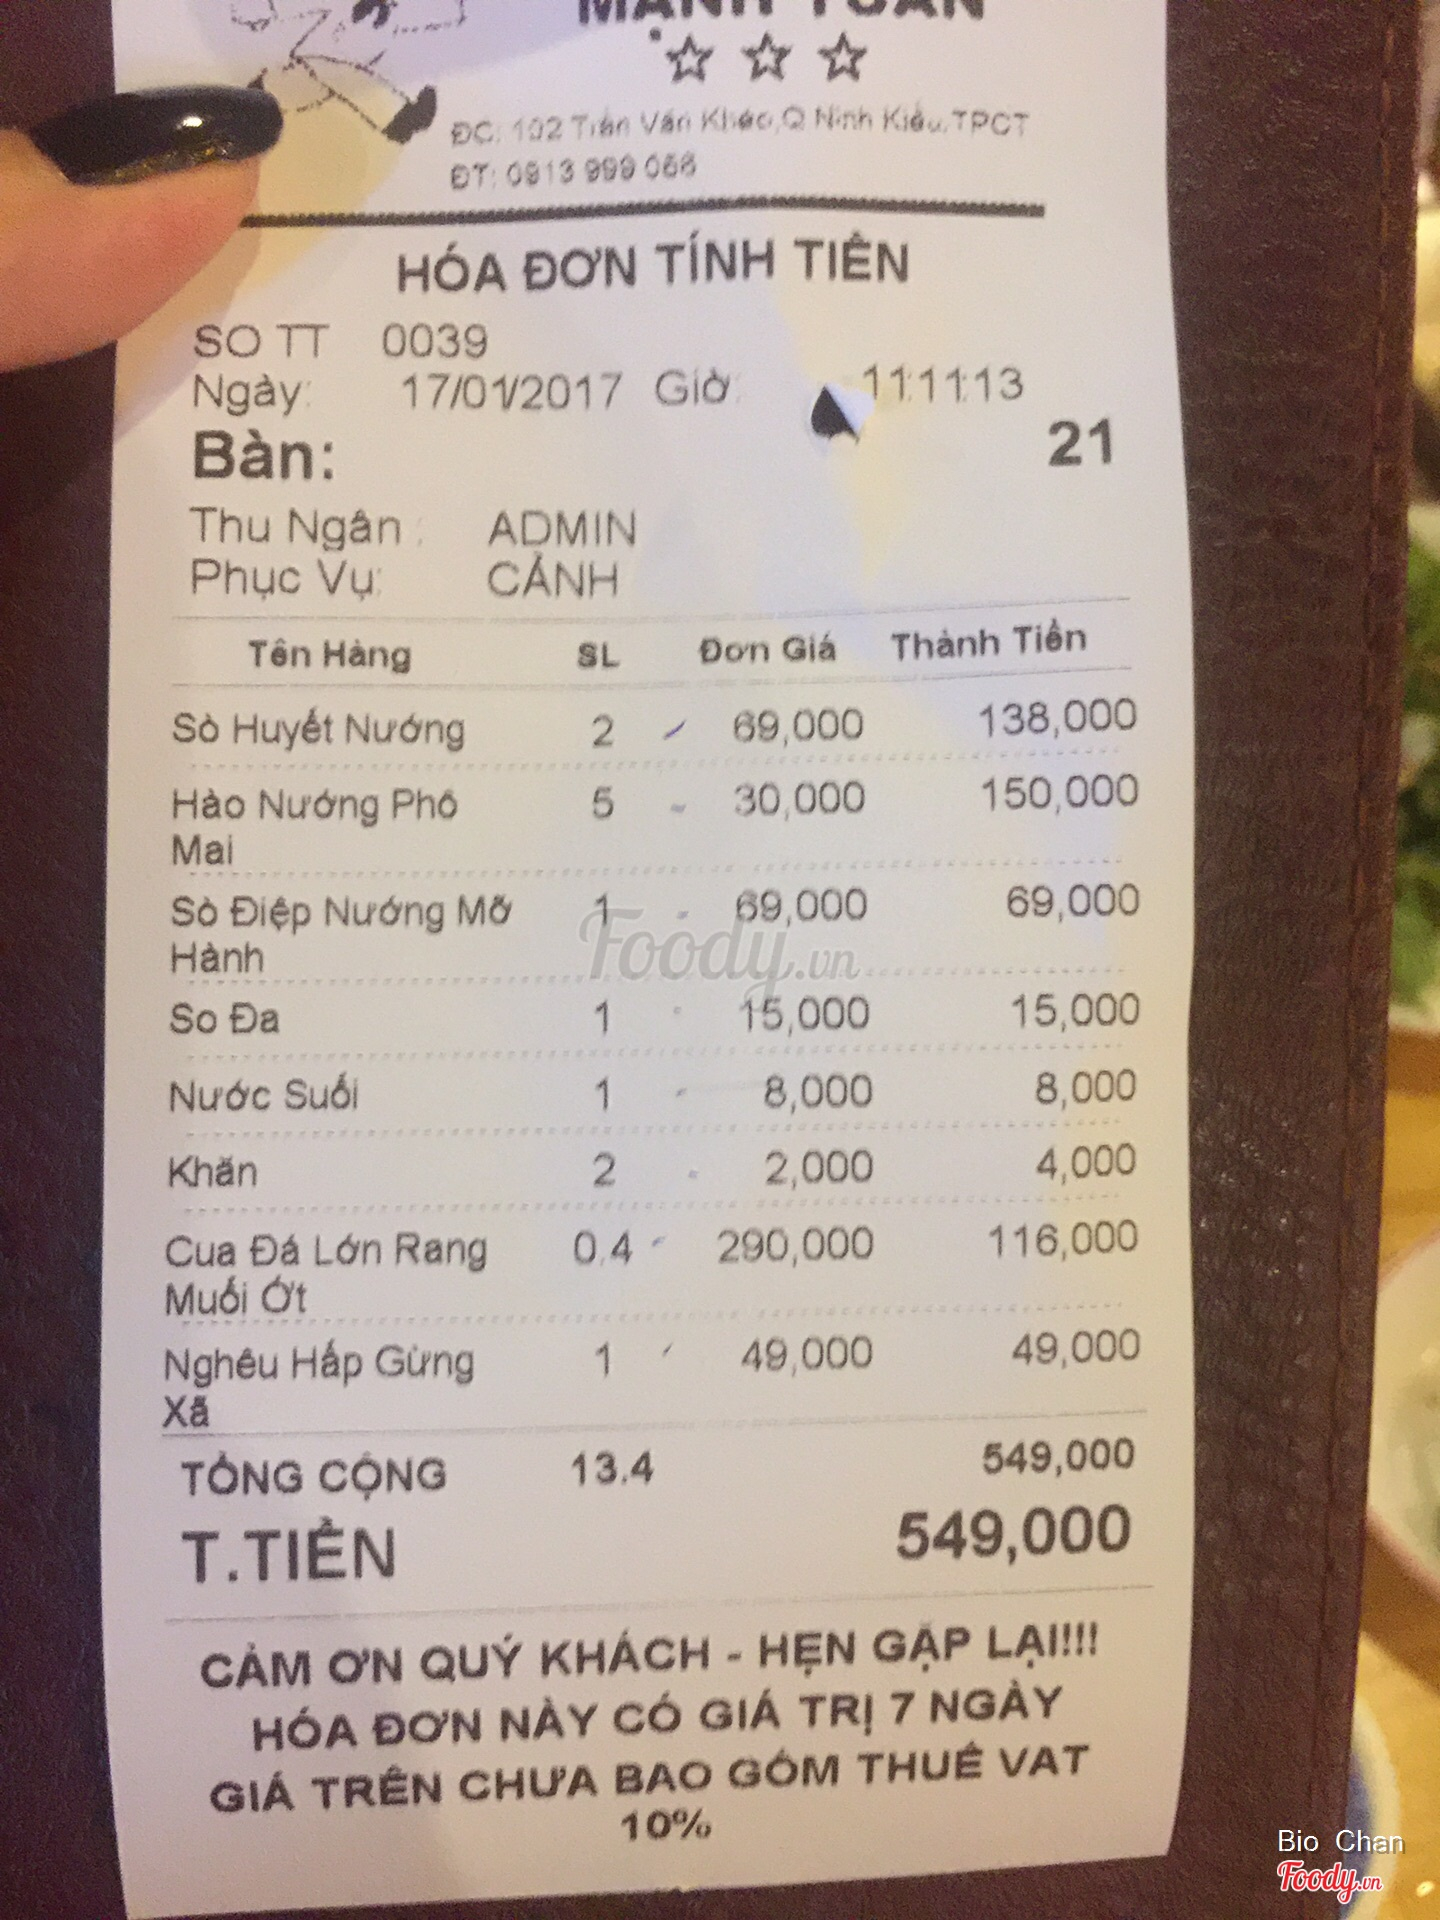 MẠNH TUẤN
ĐC: 102 Trần Văn Khéo,Q Ninh Kiều,TPCT
ĐT: 0913 999 066
HÓA ĐƠN TÍNH TIỀN
SO TT 0039
Ngày: 17/01/2017 Giờ: 11:11:13
Bàn: 21
Thu Ngân : ADMIN
Phục Vụ: CẢNH
Tên Hàng SL Đơn Giá Thành Tiền
Sò Huyết Nướng 2 69,000 138,000
Hào Nướng Phô 5 30,000 150,000
Mai
Sò Điệp Nướng Mỡ 1 69,000 69,000
Hành
So Đa 1 15,000 15,000
Nước Suối 1 8,000 8,000
Khăn 2 2,000 4,000
Cua Đá Lớn Rang 0.4 290,000 116,000
Muối Ớt
Nghêu Hấp Gừng 1 49,000 49,000
Xã
TỔNG CỘNG 13.4 549,000
T.TIỀN 549,000
CẢM ƠN QUÝ KHÁCH - HẸN GẶP LẠI!!!
HÓA ĐƠN NÀY CÓ GIÁ TRỊ 7 NGÀY
GIÁ TRÊN CHƯA BAO GỒM THUẾ VAT
10%
Foody.vn
Bio Chan
Foody.vn